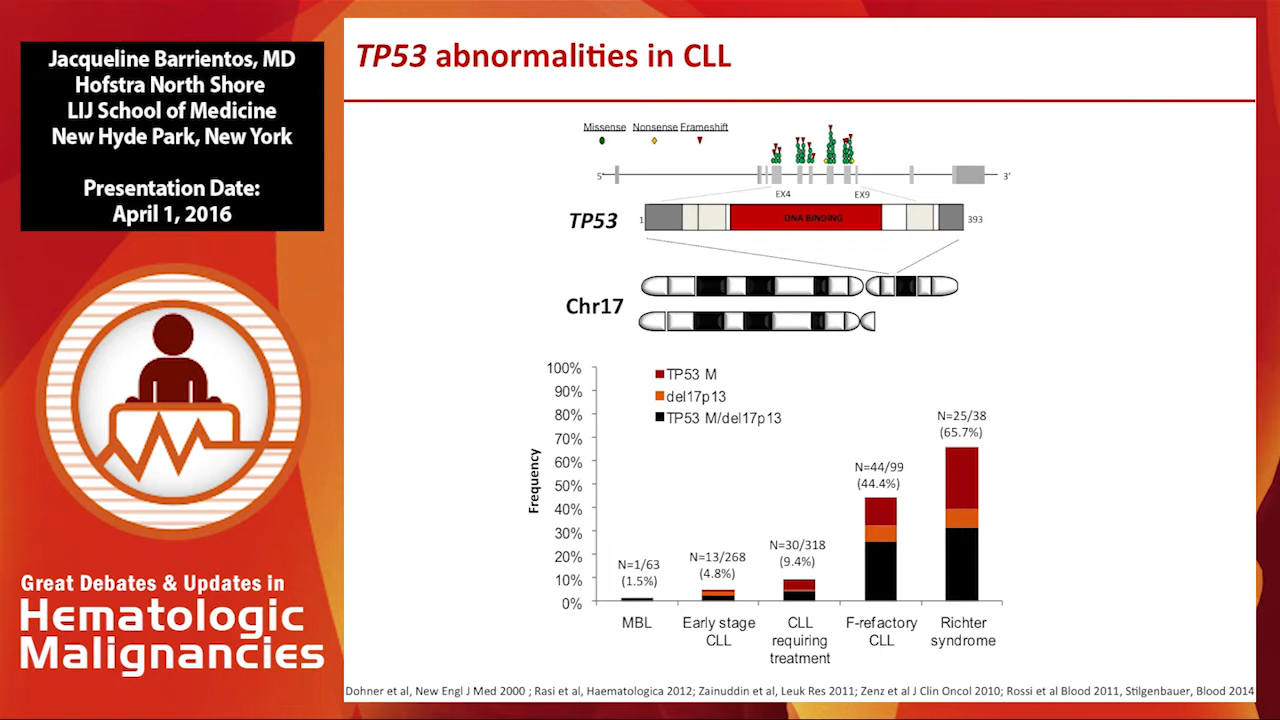 Jacqueline Barrientos, MD
Hofstra North Shore
LIJ School of Medicine
New Hyde Park, New York
Presentation Date:
April 1, 2016
Great Debates & Updates in
Hematologic
Malignancies
TP53 abnormalities in CLL
Missense Nonsense Frameshift
5' 3'
EX4 EX9
TP53 1 DNA BINDING 393
Chr17
100%
90%
80%
70%
60%
50%
40%
30%
20%
10%
0%
Frequency
TP53 M
del17p13
TP53 M/del17p13
N=1/63
(1.5%)
N=13/268
(4.8%)
N=30/318
(9.4%)
N=44/99
(44.4%)
N=25/38
(65.7%)
MBL
Early stage
CLL
CLL
requiring
treatment
F-refactory
CLL
Richter
syndrome
Dohner et al, New Engl J Med 2000 ; Rasi et al, Haematologica 2012; Zainuddin et al, Leuk Res 2011; Zenz et al J Clin Oncol 2010; Rossi et al Blood 2011, Stilgenbauer, Blood 2014